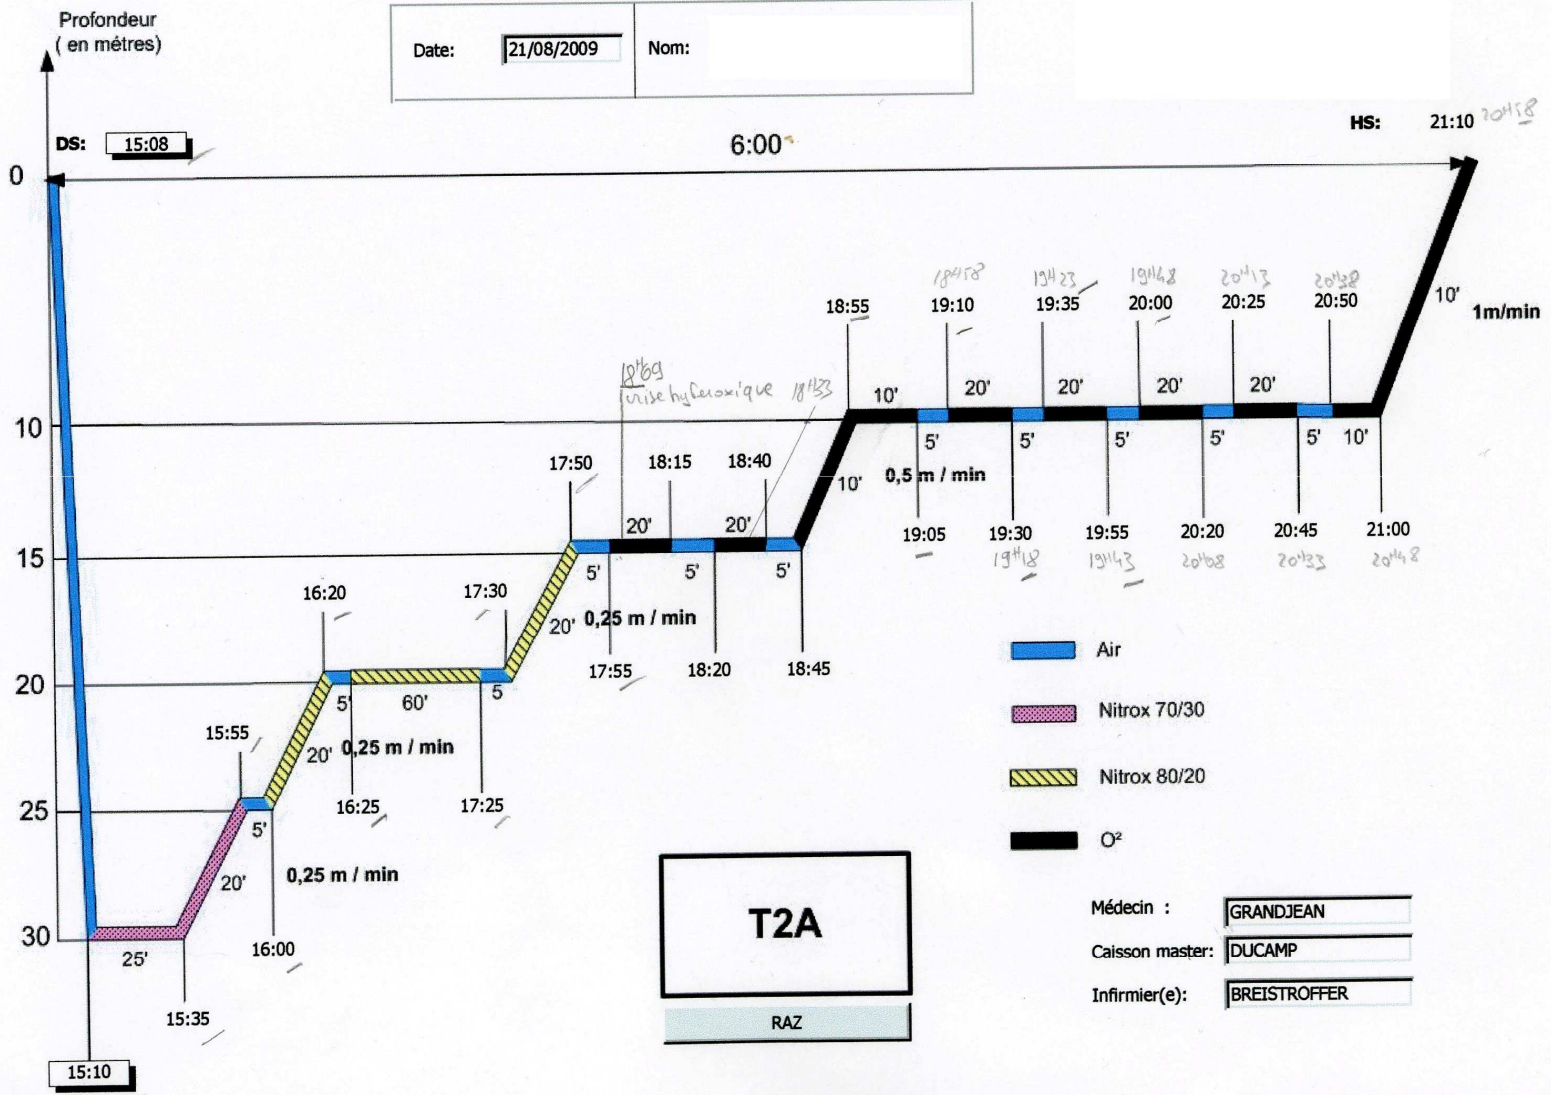 Profondeur
( en métres)
Date: 21/08/2009 Nom:
DS: 15:08 6:00 HS: 21:10 20H58
0
18H58 19H23 19H48 20H13 20H38
18:55 19:10 19:35 20:00 20:25 20:50 10' 1m/min
18H09
hyperoxique 18H33
10' 20' 20' 20' 20'
10 5' 5' 5' 5' 5' 10'
17:50 18:15 18:40 10' 0,5 m / min
20' 20' 19:05 19:30 19:55 20:20 20:45 21:00
19H18 19H43 20H08 20H33 20H48
15 5' 5' 5'
16:20 17:30 20' 0,25 m / min
17:55 18:20 18:45
Air
20 5' 60' 5
Nitrox 70/30
15:55 20' 0,25 m / min
Nitrox 80/20
16:25 17:25
25 5'
O²
20' 0,25 m / min
T2A
Médecin : GRANDJEAN
30 25' 16:00
Caisson master: DUCAMP
Infirmier(e): BREISTROFFER
15:35
RAZ
15:10